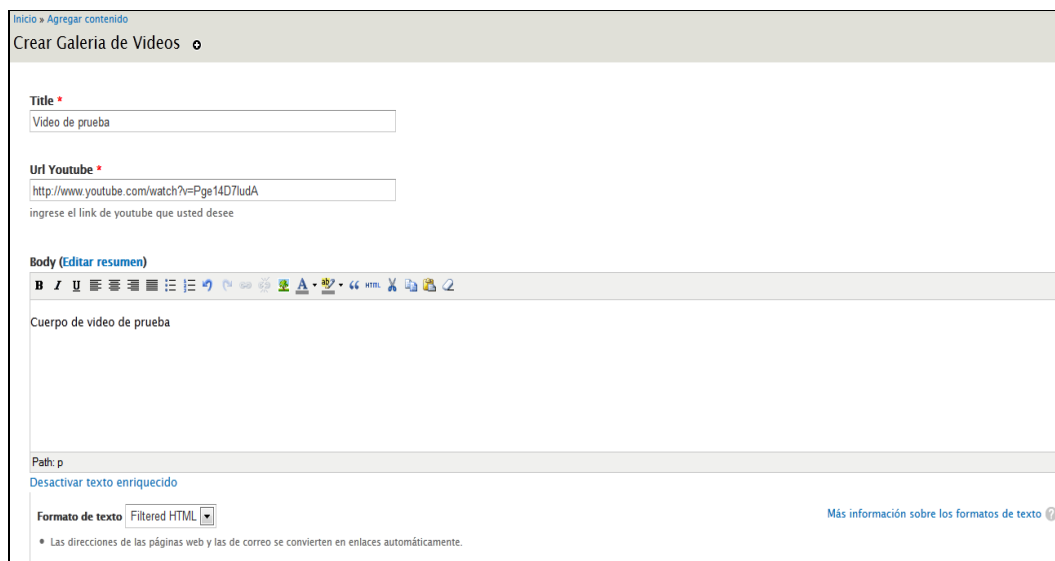 Inicio » Agregar contenido
Crear Galeria de Videos
Title *
Video de prueba
Url Youtube *
http://www.youtube.com/watch?v=Pge14D7ludA
ingrese el link de youtube que usted desee
Body (Editar resumen)
B I U A ab HTML
Cuerpo de video de prueba
Path: p
Desactivar texto enriquecido
Formato de texto Filtered HTML Más información sobre los formatos de texto ?
• Las direcciones de las páginas web y las de correo se convierten en enlaces automáticamente.